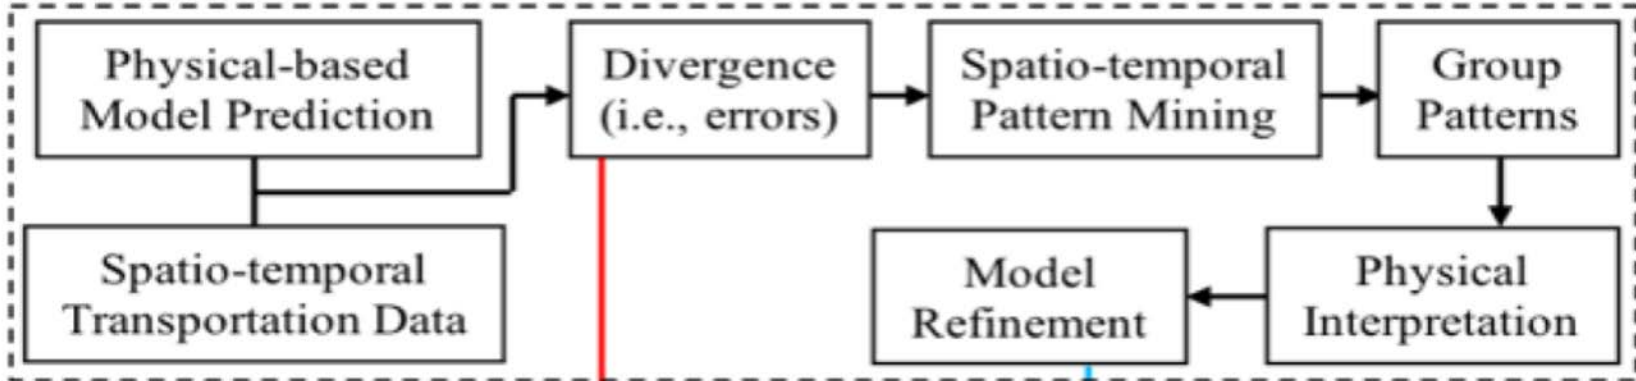 Physical-based
Model Prediction
Divergence
(i.e., errors)
Spatio-temporal
Pattern Mining
Group
Patterns
Spatio-temporal
Transportation Data
Model
Refinement
Physical
Interpretation